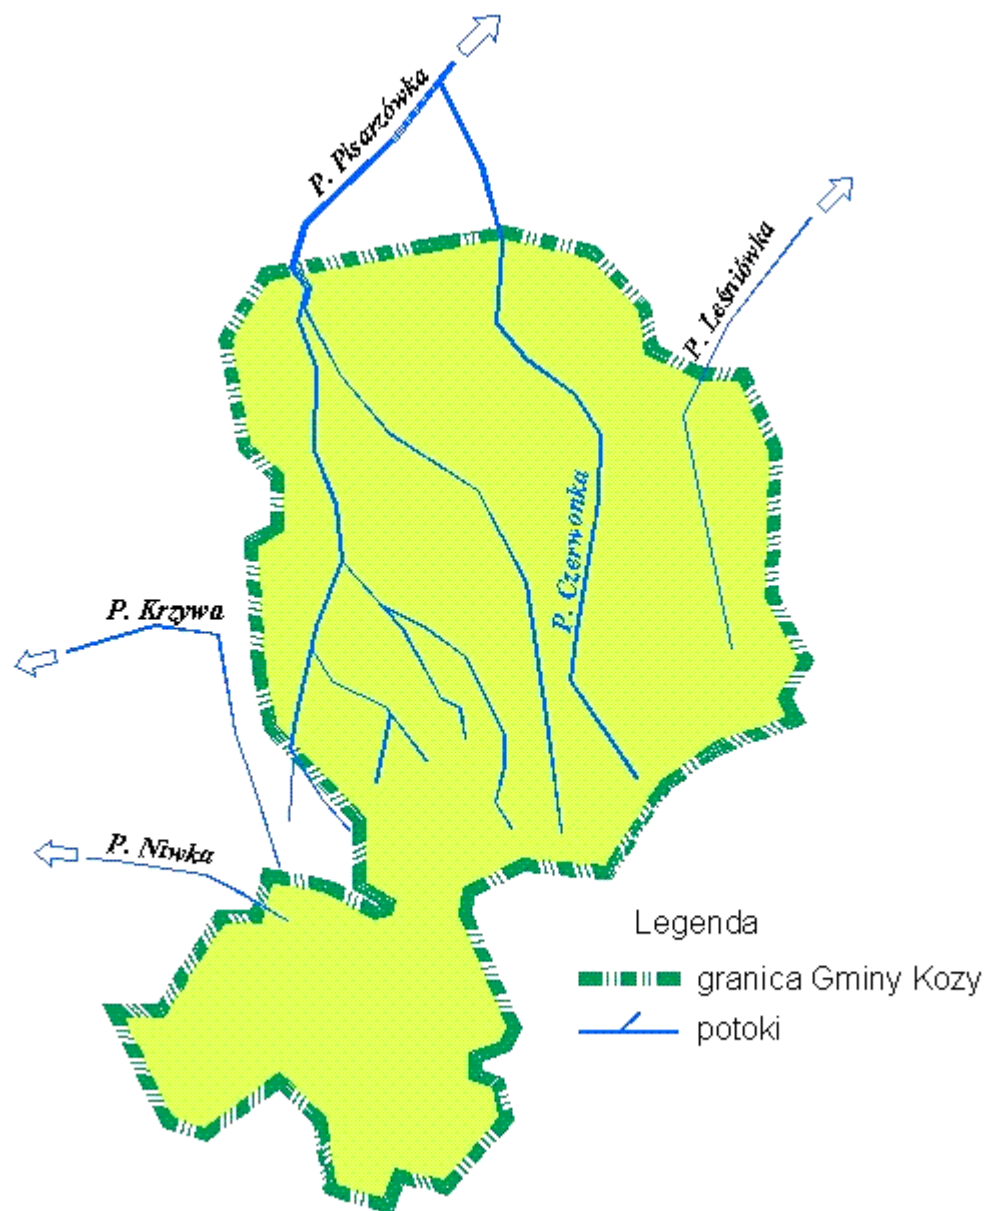 P. Pisarzówka
P. Leśniówka
P. Czerwonka
P. Krzywa
P. Niwka
Legenda
granica Gminy Kozy
potoki